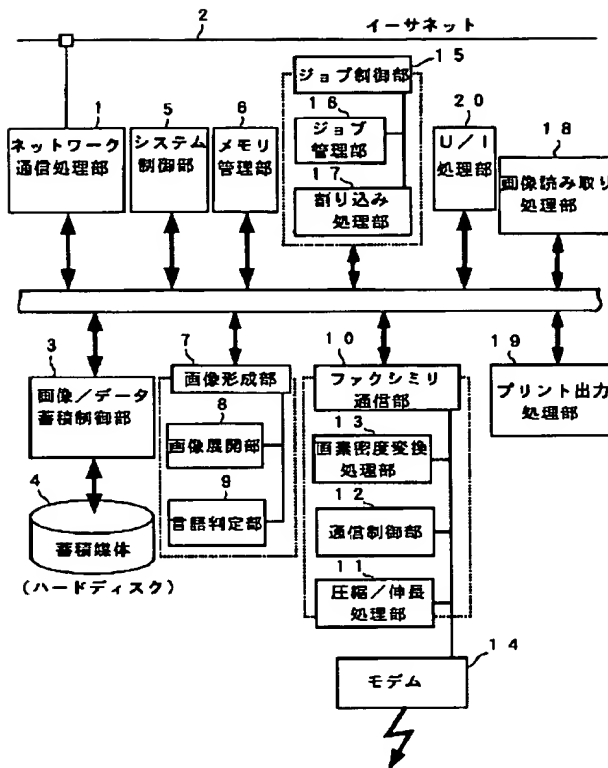 2
イーサネット
15
ジョブ制御部
16
ジョブ
管理部
17
割り込み
処理部
1
ネットワーク
通信処理部
5
システム
制御部
6
メモリ
管理部
20
U/I
処理部
18
画像読み取り
処理部
3
画像/データ
蓄積制御部
4
蓄積媒体
(ハードディスク)
7
画像形成部
8
画像展開部
9
言語判定部
10
ファクシミリ
通信部
13
画素密度変換
処理部
12
通信制御部
11
圧縮/伸長
処理部
14
モデム
19
プリント出力
処理部